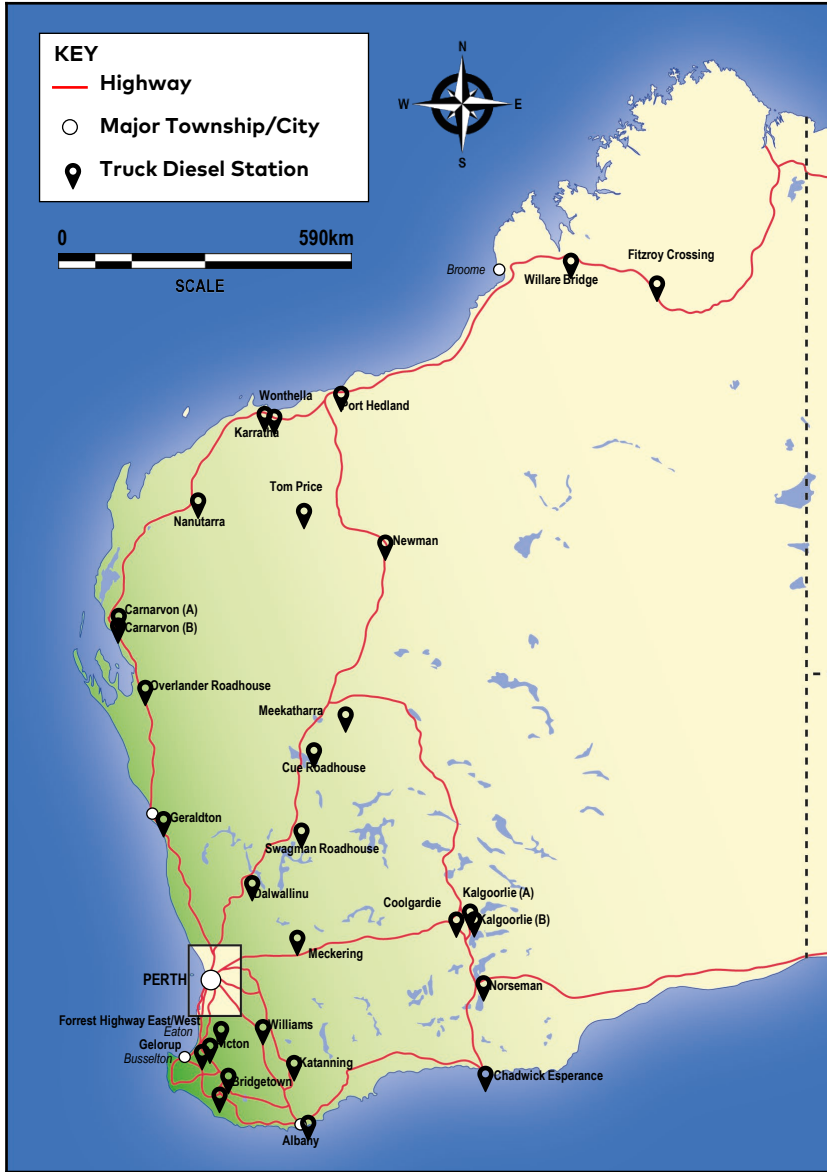 KEY
Highway
Major Township/City
Truck Diesel Station
N
W E
S
0 590km
SCALE
Broome
Willare Bridge
Fitzroy Crossing
Wonthella
Port Hedland
Karratha
Tom Price
Nanutarra
Newman
Carnarvon (A)
Carnarvon (B)
Overlander Roadhouse
Meekatharra
Cue Roadhouse
Geraldton
Swagman Roadhouse
Dalwallinu
Kalgoorlie (A)
Coolgardie
Kalgoorlie (B)
Meckering
PERTH
Norseman
Forrest Highway East/West
Williams
Eaton
Gelorup
Busselton
Katanning
Bridgetown
Chadwick Esperance
Albany